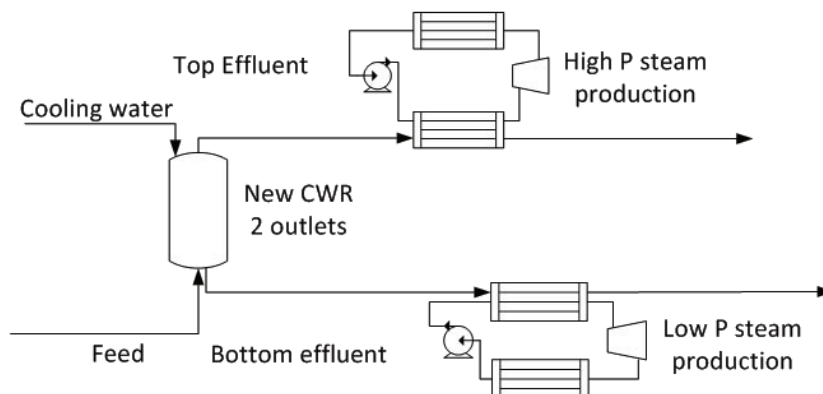 Top Effluent
High P steam
production
Cooling water
New CWR
2 outlets
Feed
Bottom effluent
Low P steam
production